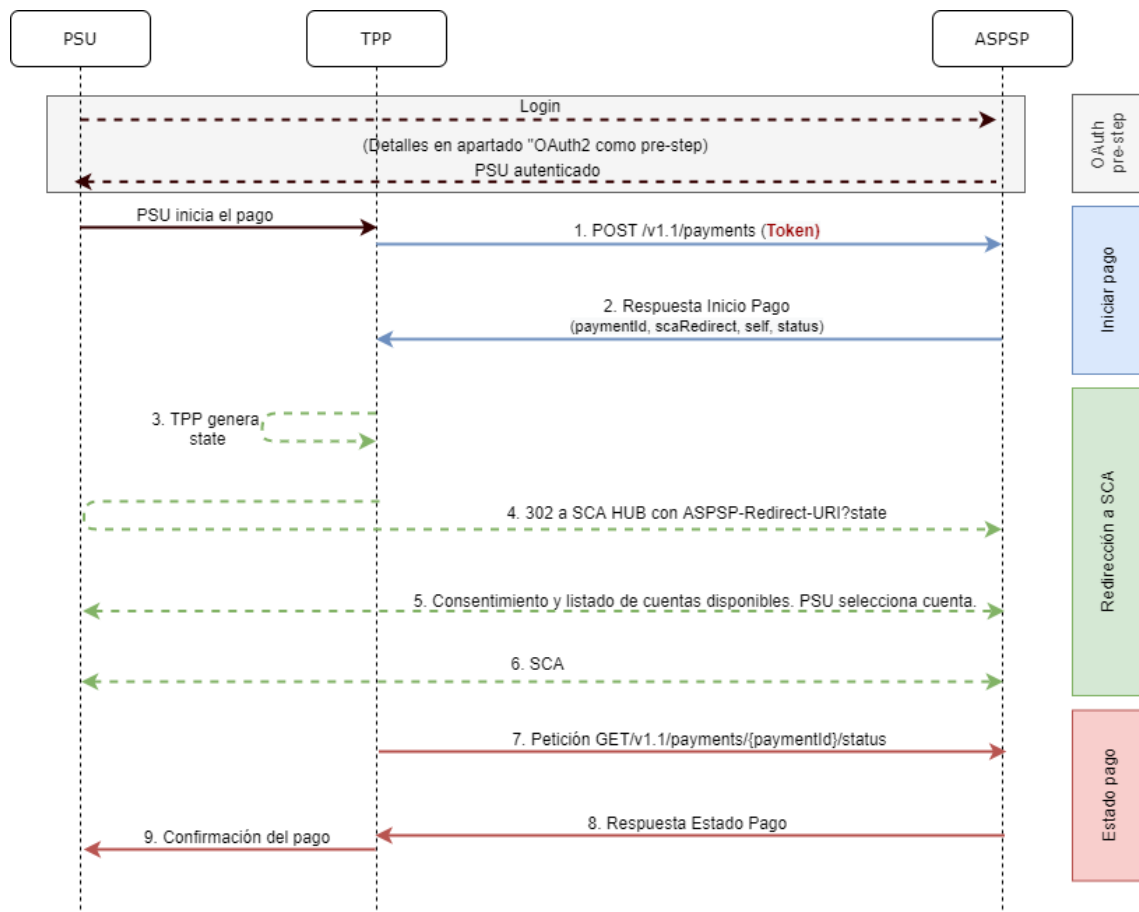 PSU
TPP
ASPSP
Login
(Detalles en apartado "OAuth2 como pre-step)
PSU autenticado
OAuth
pre-step
PSU inicia el pago
1. POST /v1.1/payments (Token)
2. Respuesta Inicio Pago
(paymentId, scaRedirect, self, status)
Iniciar pago
3. TPP genera
state
4. 302 a SCA HUB con ASPSP-Redirect-URI?state
5. Consentimiento y listado de cuentas disponibles. PSU selecciona cuenta.
6. SCA
Redirección a SCA
7. Petición GET/v1.1/payments/{paymentId}/status
8. Respuesta Estado Pago
9. Confirmación del pago
Estado pago